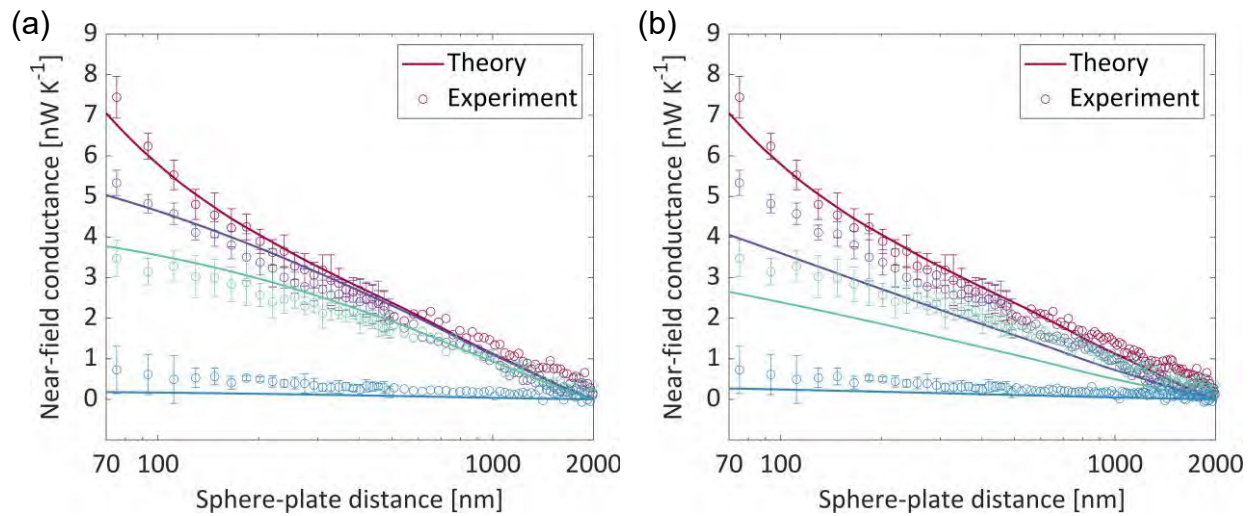 (a)
Near-field conductance [nW K⁻¹]
9
8
7
6
5
4
3
2
1
0
Theory
Experiment
70
100
1000
2000
Sphere-plate distance [nm]
(b)
Near-field conductance [nW K⁻¹]
9
8
7
6
5
4
3
2
1
0
Theory
Experiment
70
100
1000
2000
Sphere-plate distance [nm]